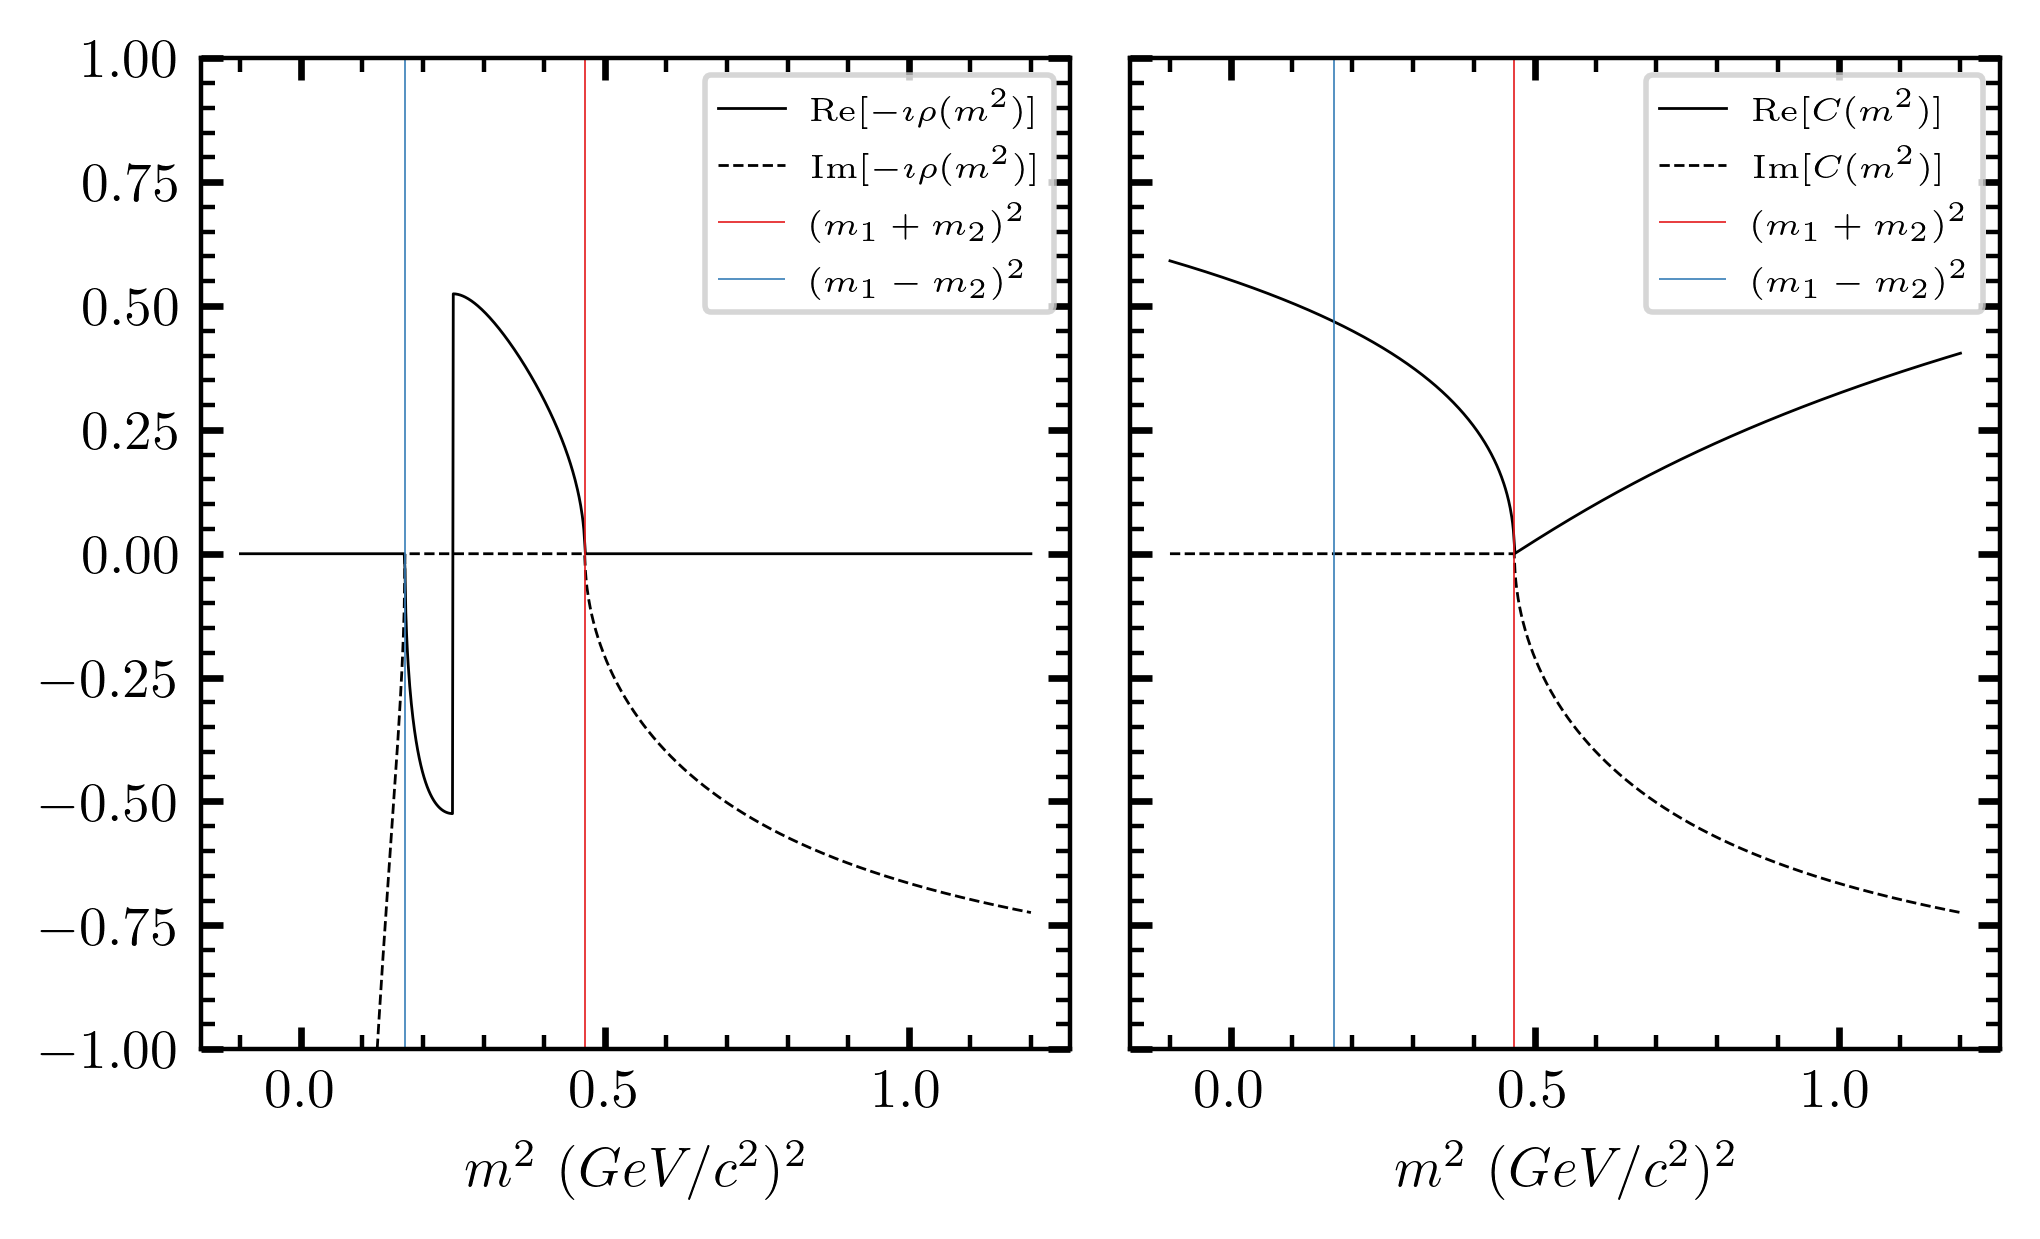 1.00
0.75
0.50
0.25
0.00
−0.25
−0.50
−0.75
−1.00
0.0 0.5 1.0
m² (GeV/c²)²
Re[−ıρ(m²)]
Im[−ıρ(m²)]
(m₁ + m₂)²
(m₁ − m₂)²
0.0 0.5 1.0
m² (GeV/c²)²
Re[C(m²)]
Im[C(m²)]
(m₁ + m₂)²
(m₁ − m₂)²